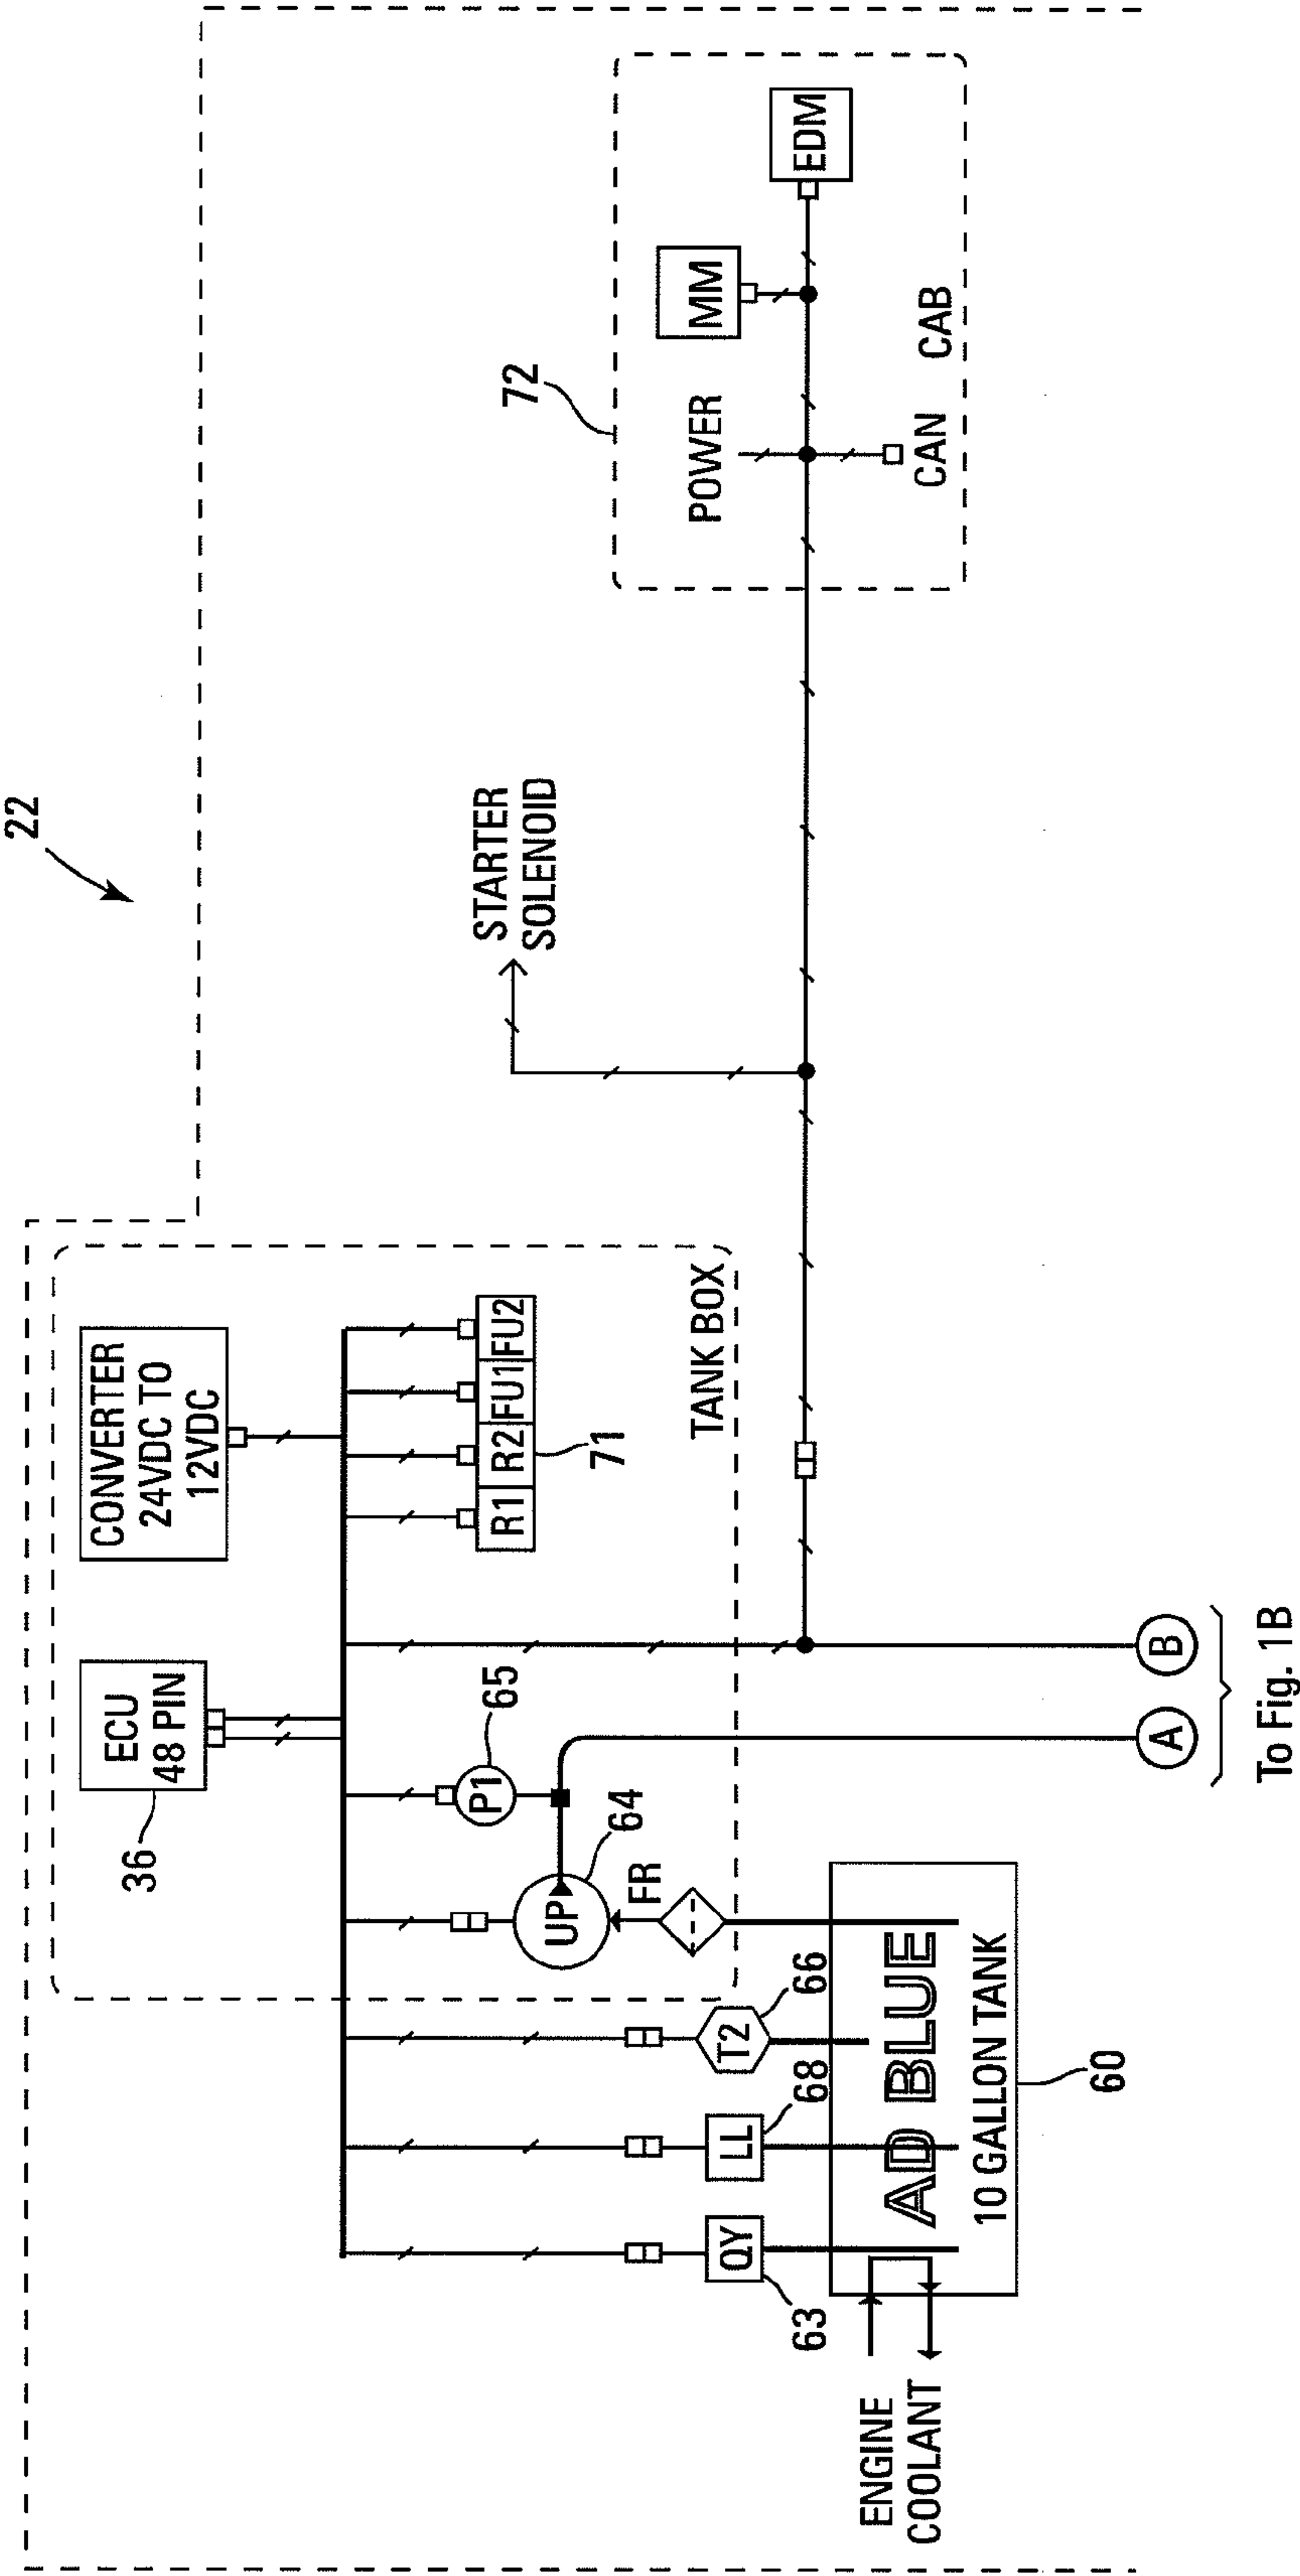 22
CONVERTER
24VDC TO
12VDC
ECU
48 PIN
36
R1
R2
FU1
FU2
71
TANK BOX
P1
65
UP
64
FR
T2
66
LL
68
QY
63
AD BLUE
10 GALLON TANK
60
ENGINE
COOLANT
A
B
To Fig. 1B
STARTER
SOLENOID
72
POWER
MM
EDM
CAN
CAB